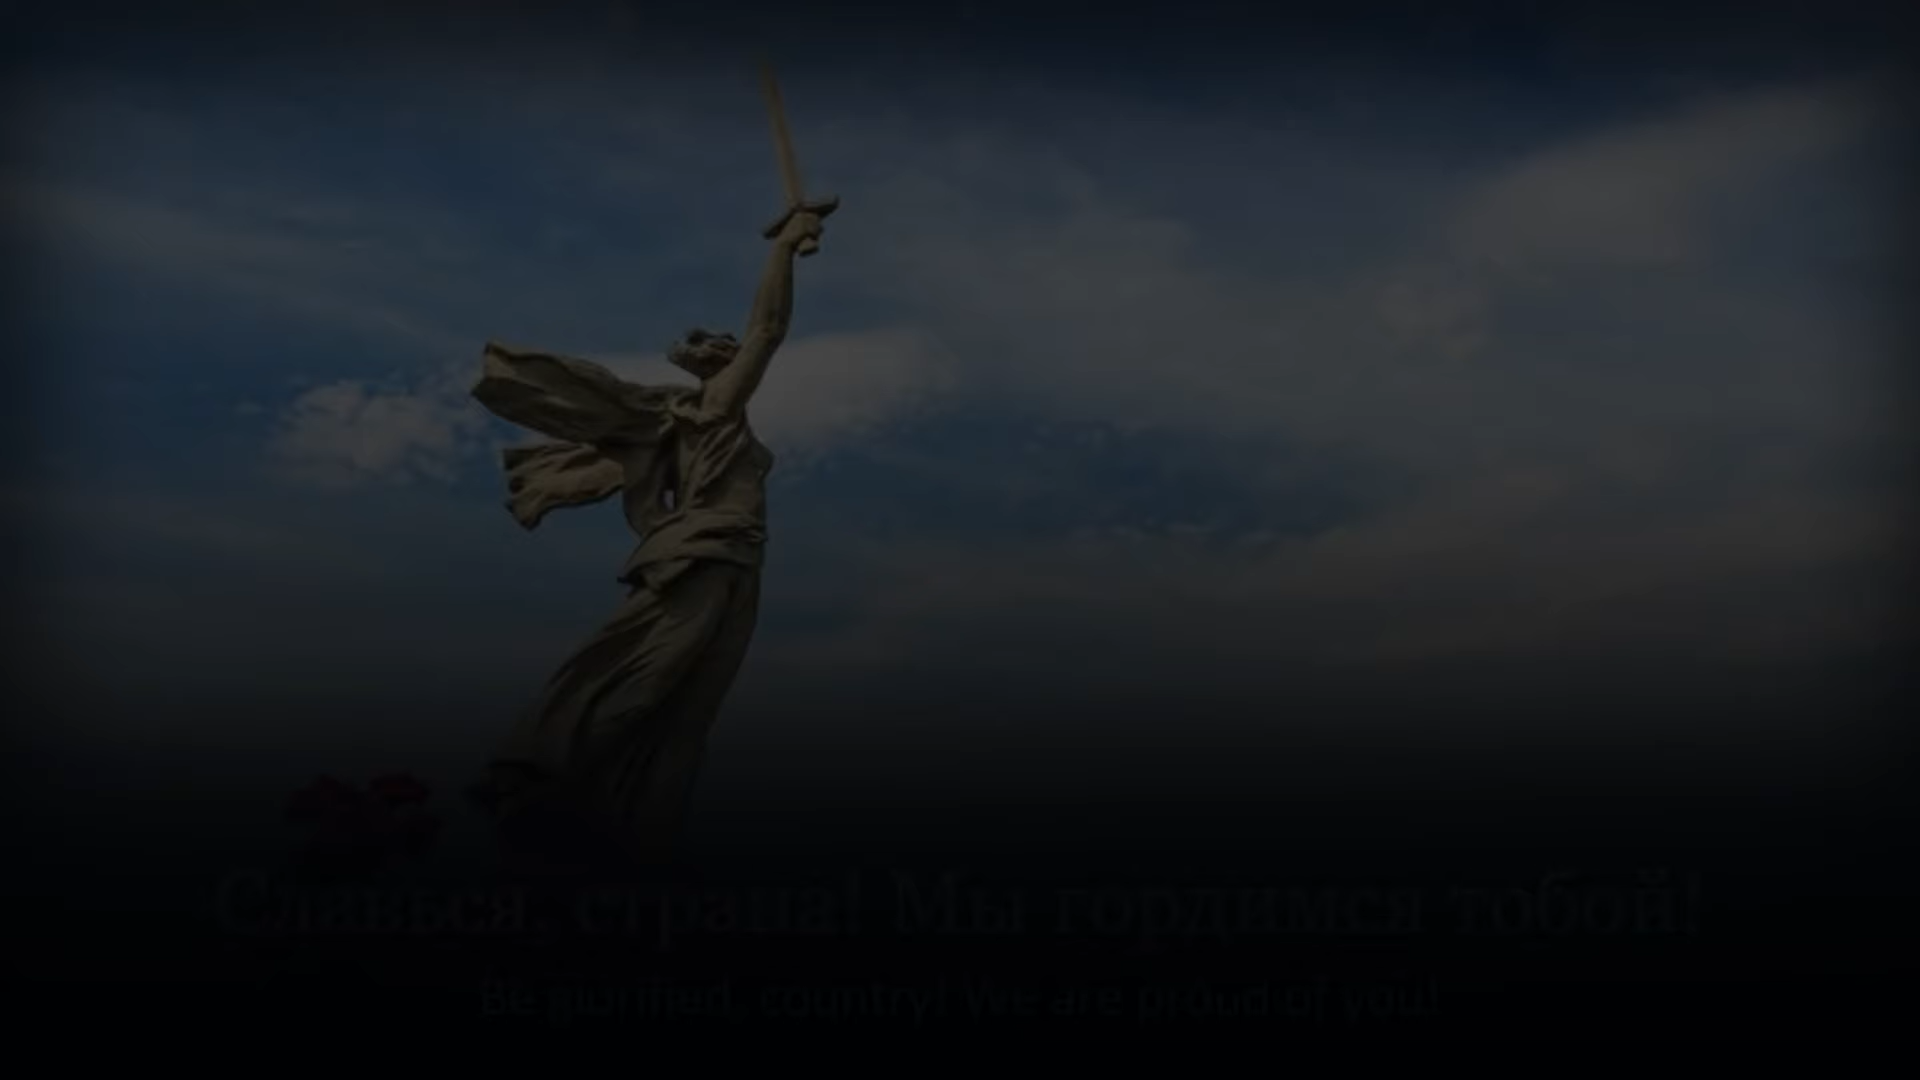 Славься, страна! Мы гордимся тобой!
Be glorified, country! We are proud of you!